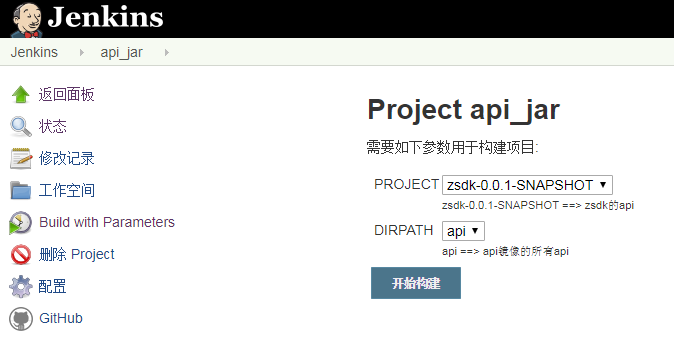 Jenkins
Jenkins api_jar
返回面板
状态
修改记录
工作空间
Build with Parameters
删除 Project
配置
GitHub
Project api_jar
需要如下参数用于构建项目:
PROJECT zsdk-0.0.1-SNAPSHOT
zsdk-0.0.1-SNAPSHOT ==> zsdk的api
DIRPATH api
api ==> api镜像的所有api
开始构建